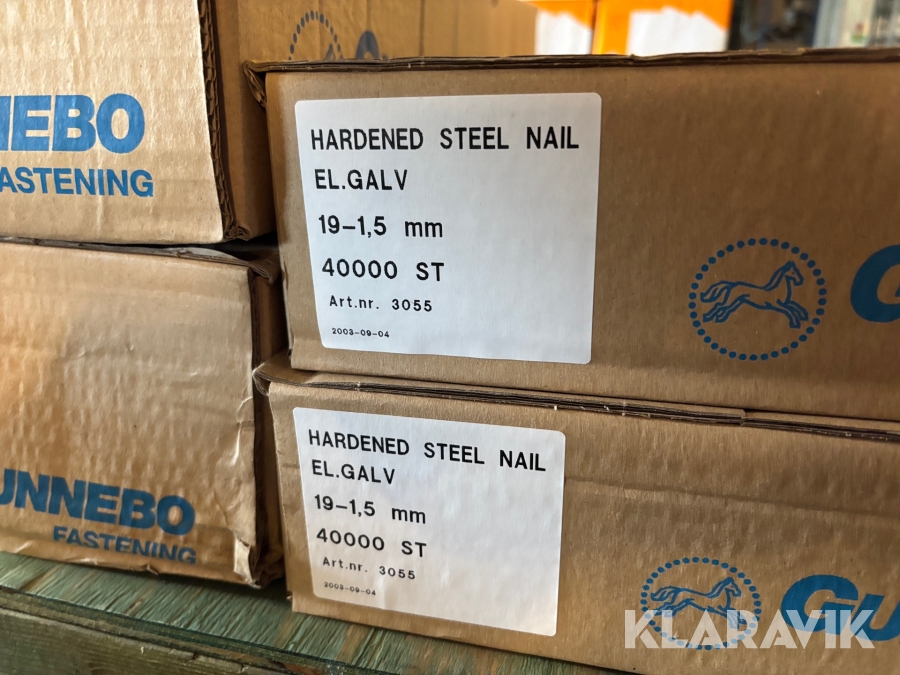 NEBO
ASTENING
HARDENED STEEL NAIL
EL.GALV
19-1,5 mm
40000 ST
Art.nr. 3055
2003-09-04
G
UNNEBO
FASTENING
HARDENED STEEL NAIL
EL.GALV
19-1,5 mm
40000 ST
Art.nr. 3055
2003-09-04
GU
KLARAVIK